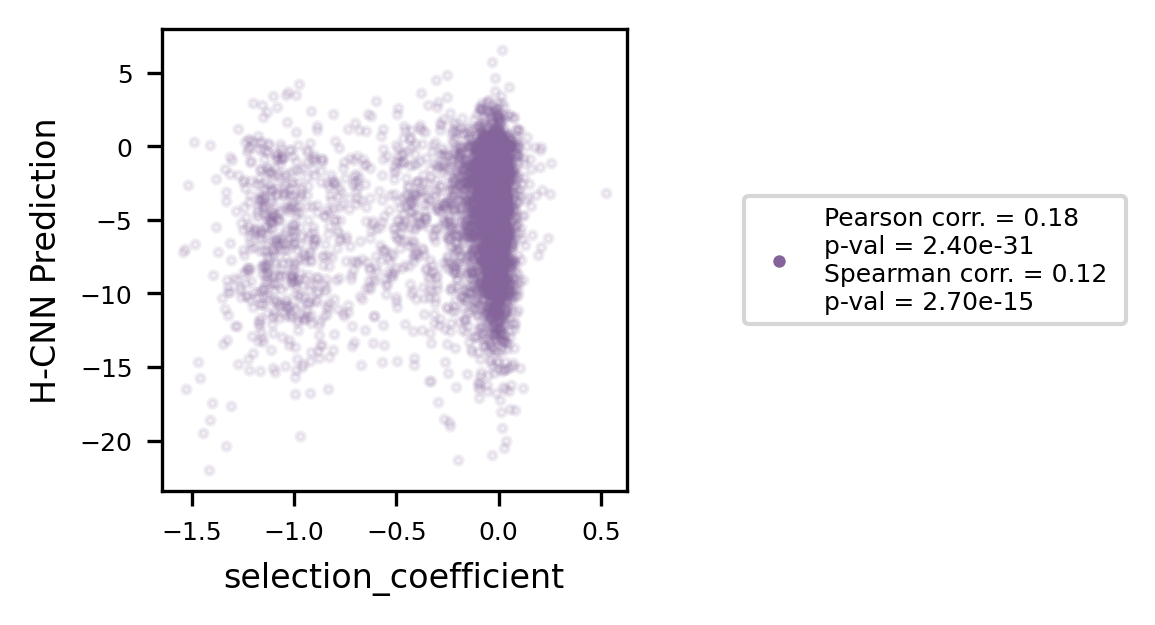 5
0
−5
−10
−15
−20
H-CNN Prediction
−1.5
−1.0
−0.5
0.0
0.5
selection_coefficient
Pearson corr. = 0.18
p-val = 2.40e-31
Spearman corr. = 0.12
p-val = 2.70e-15